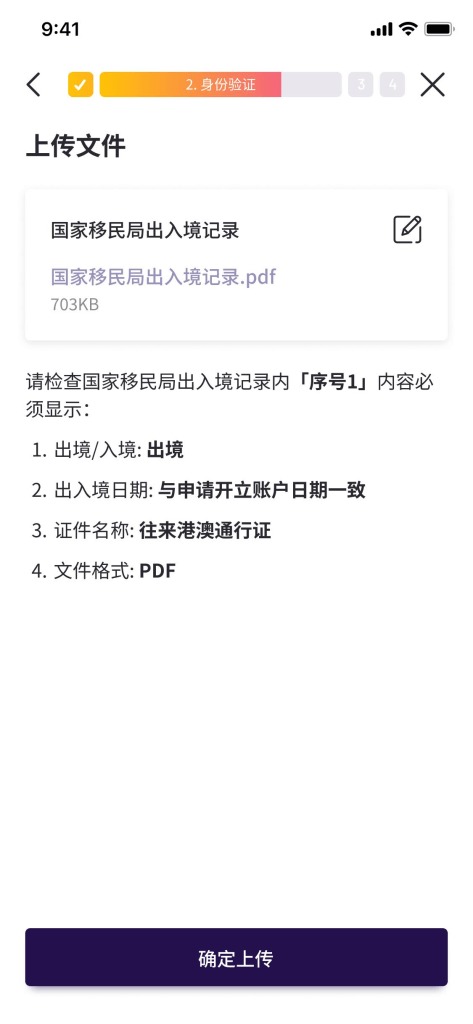 9:41
2. 身份验证
3
4
上传文件
国家移民局出入境记录
国家移民局出入境记录.pdf
703KB
请检查国家移民局出入境记录内「序号1」内容必
须显示：
1. 出境/入境: 出境
2. 出入境日期: 与申请开立账户日期一致
3. 证件名称: 往来港澳通行证
4. 文件格式: PDF
确定上传